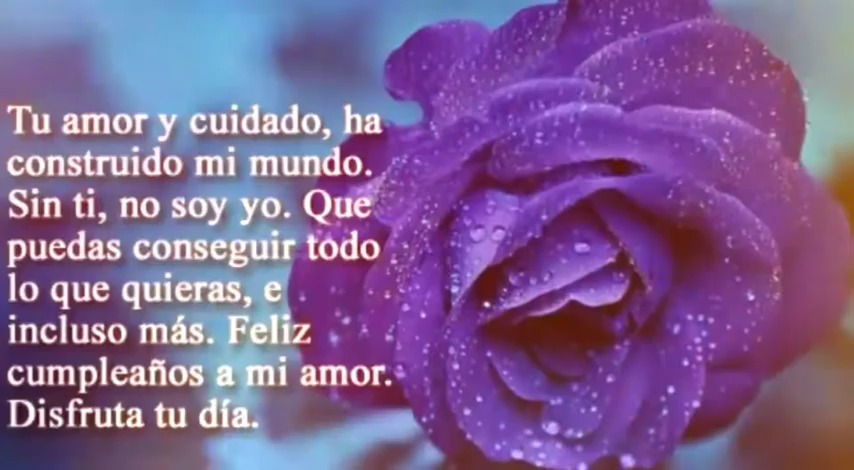 Tu amor y cuidado, ha
construido mi mundo.
Sin ti, no soy yo. Que
puedas conseguir todo
lo que quieras, e
incluso más. Feliz
cumpleaños a mi amor.
Disfruta tu día.